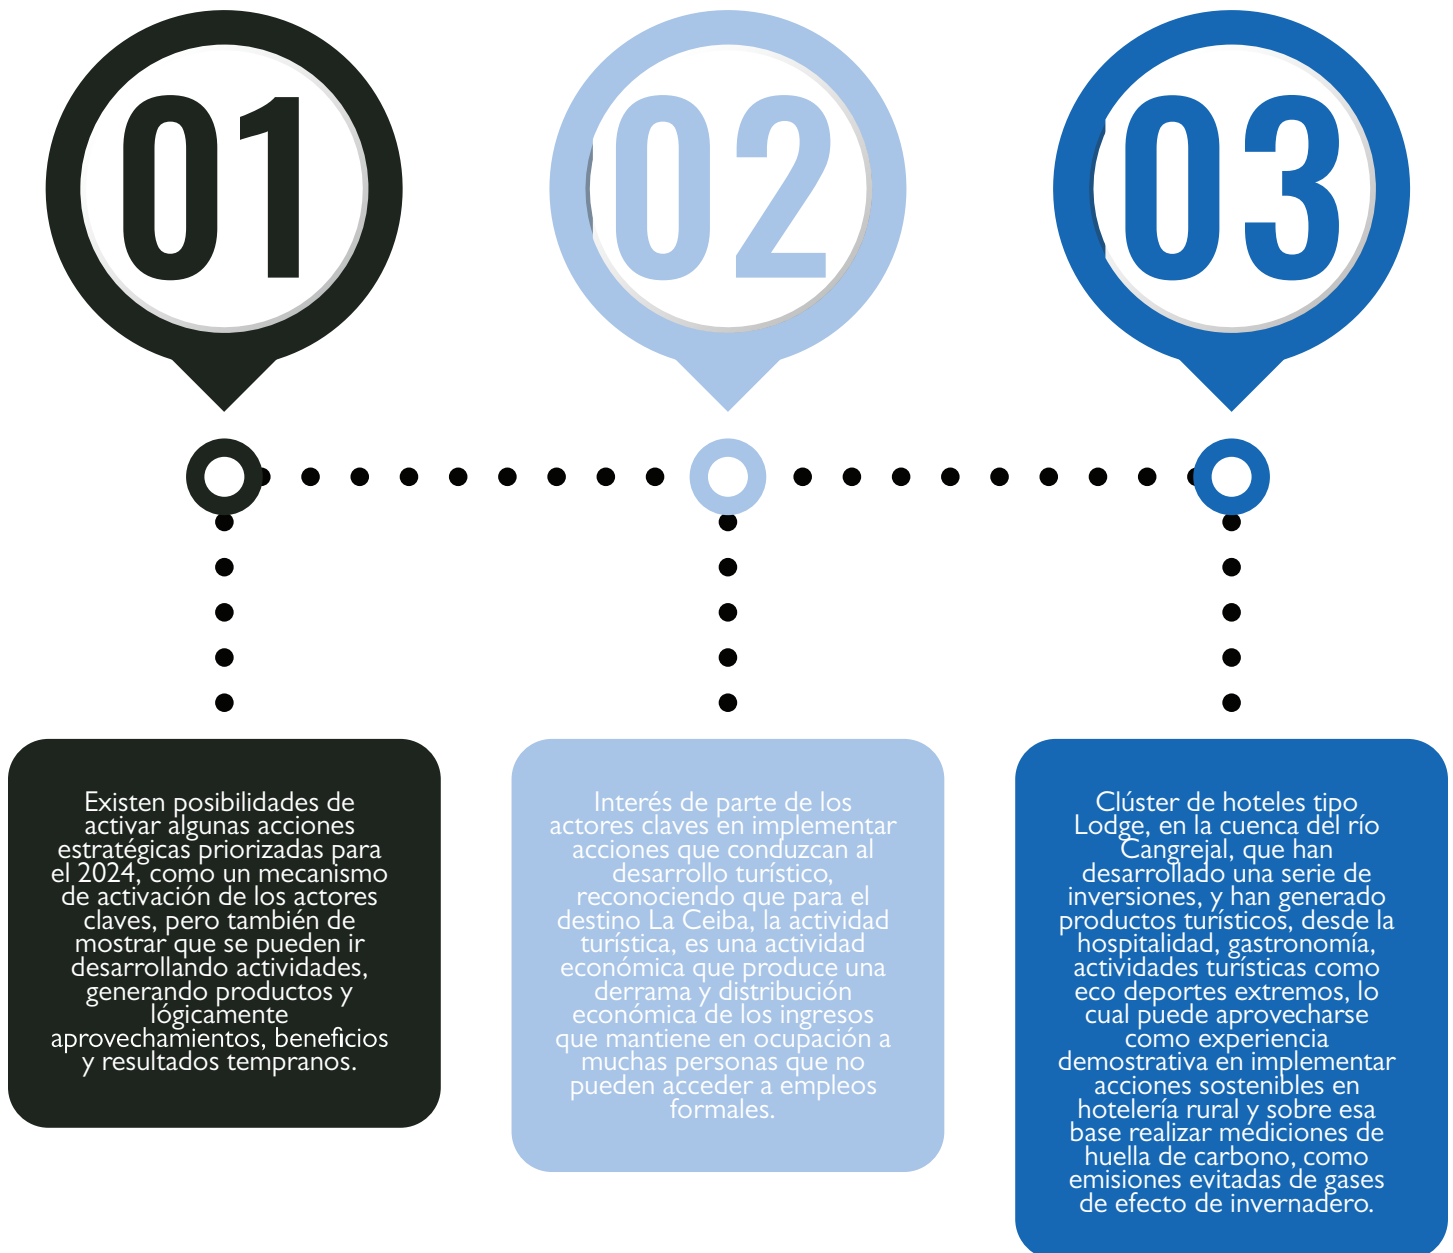 01
02
03
Existen posibilidades de
activar algunas acciones
estratégicas priorizadas para
el 2024, como un mecanismo
de activación de los actores
claves, pero también de
mostrar que se pueden ir
desarrollando actividades,
generando productos y
lógicamente
aprovechamientos, beneficios
y resultados tempranos.
Interés de parte de los
actores claves en implementar
acciones que conduzcan al
desarrollo turístico,
reconociendo que para el
destino La Ceiba, la actividad
turística, es una actividad
económica que produce una
derrama y distribución
económica de los ingresos
que mantiene en ocupación a
muchas personas que no
pueden acceder a empleos
formales.
Clúster de hoteles tipo
Lodge, en la cuenca del río
Cangrejal, que han
desarrollado una serie de
inversiones, y han generado
productos turísticos, desde la
hospitalidad, gastronomía,
actividades turísticas como
eco deportes extremos, lo
cual puede aprovecharse
como experiencia
demostrativa en implementar
acciones sostenibles en
hotelería rural y sobre esa
base realizar mediciones de
huella de carbono, como
emisiones evitadas de gases
de efecto de invernadero.